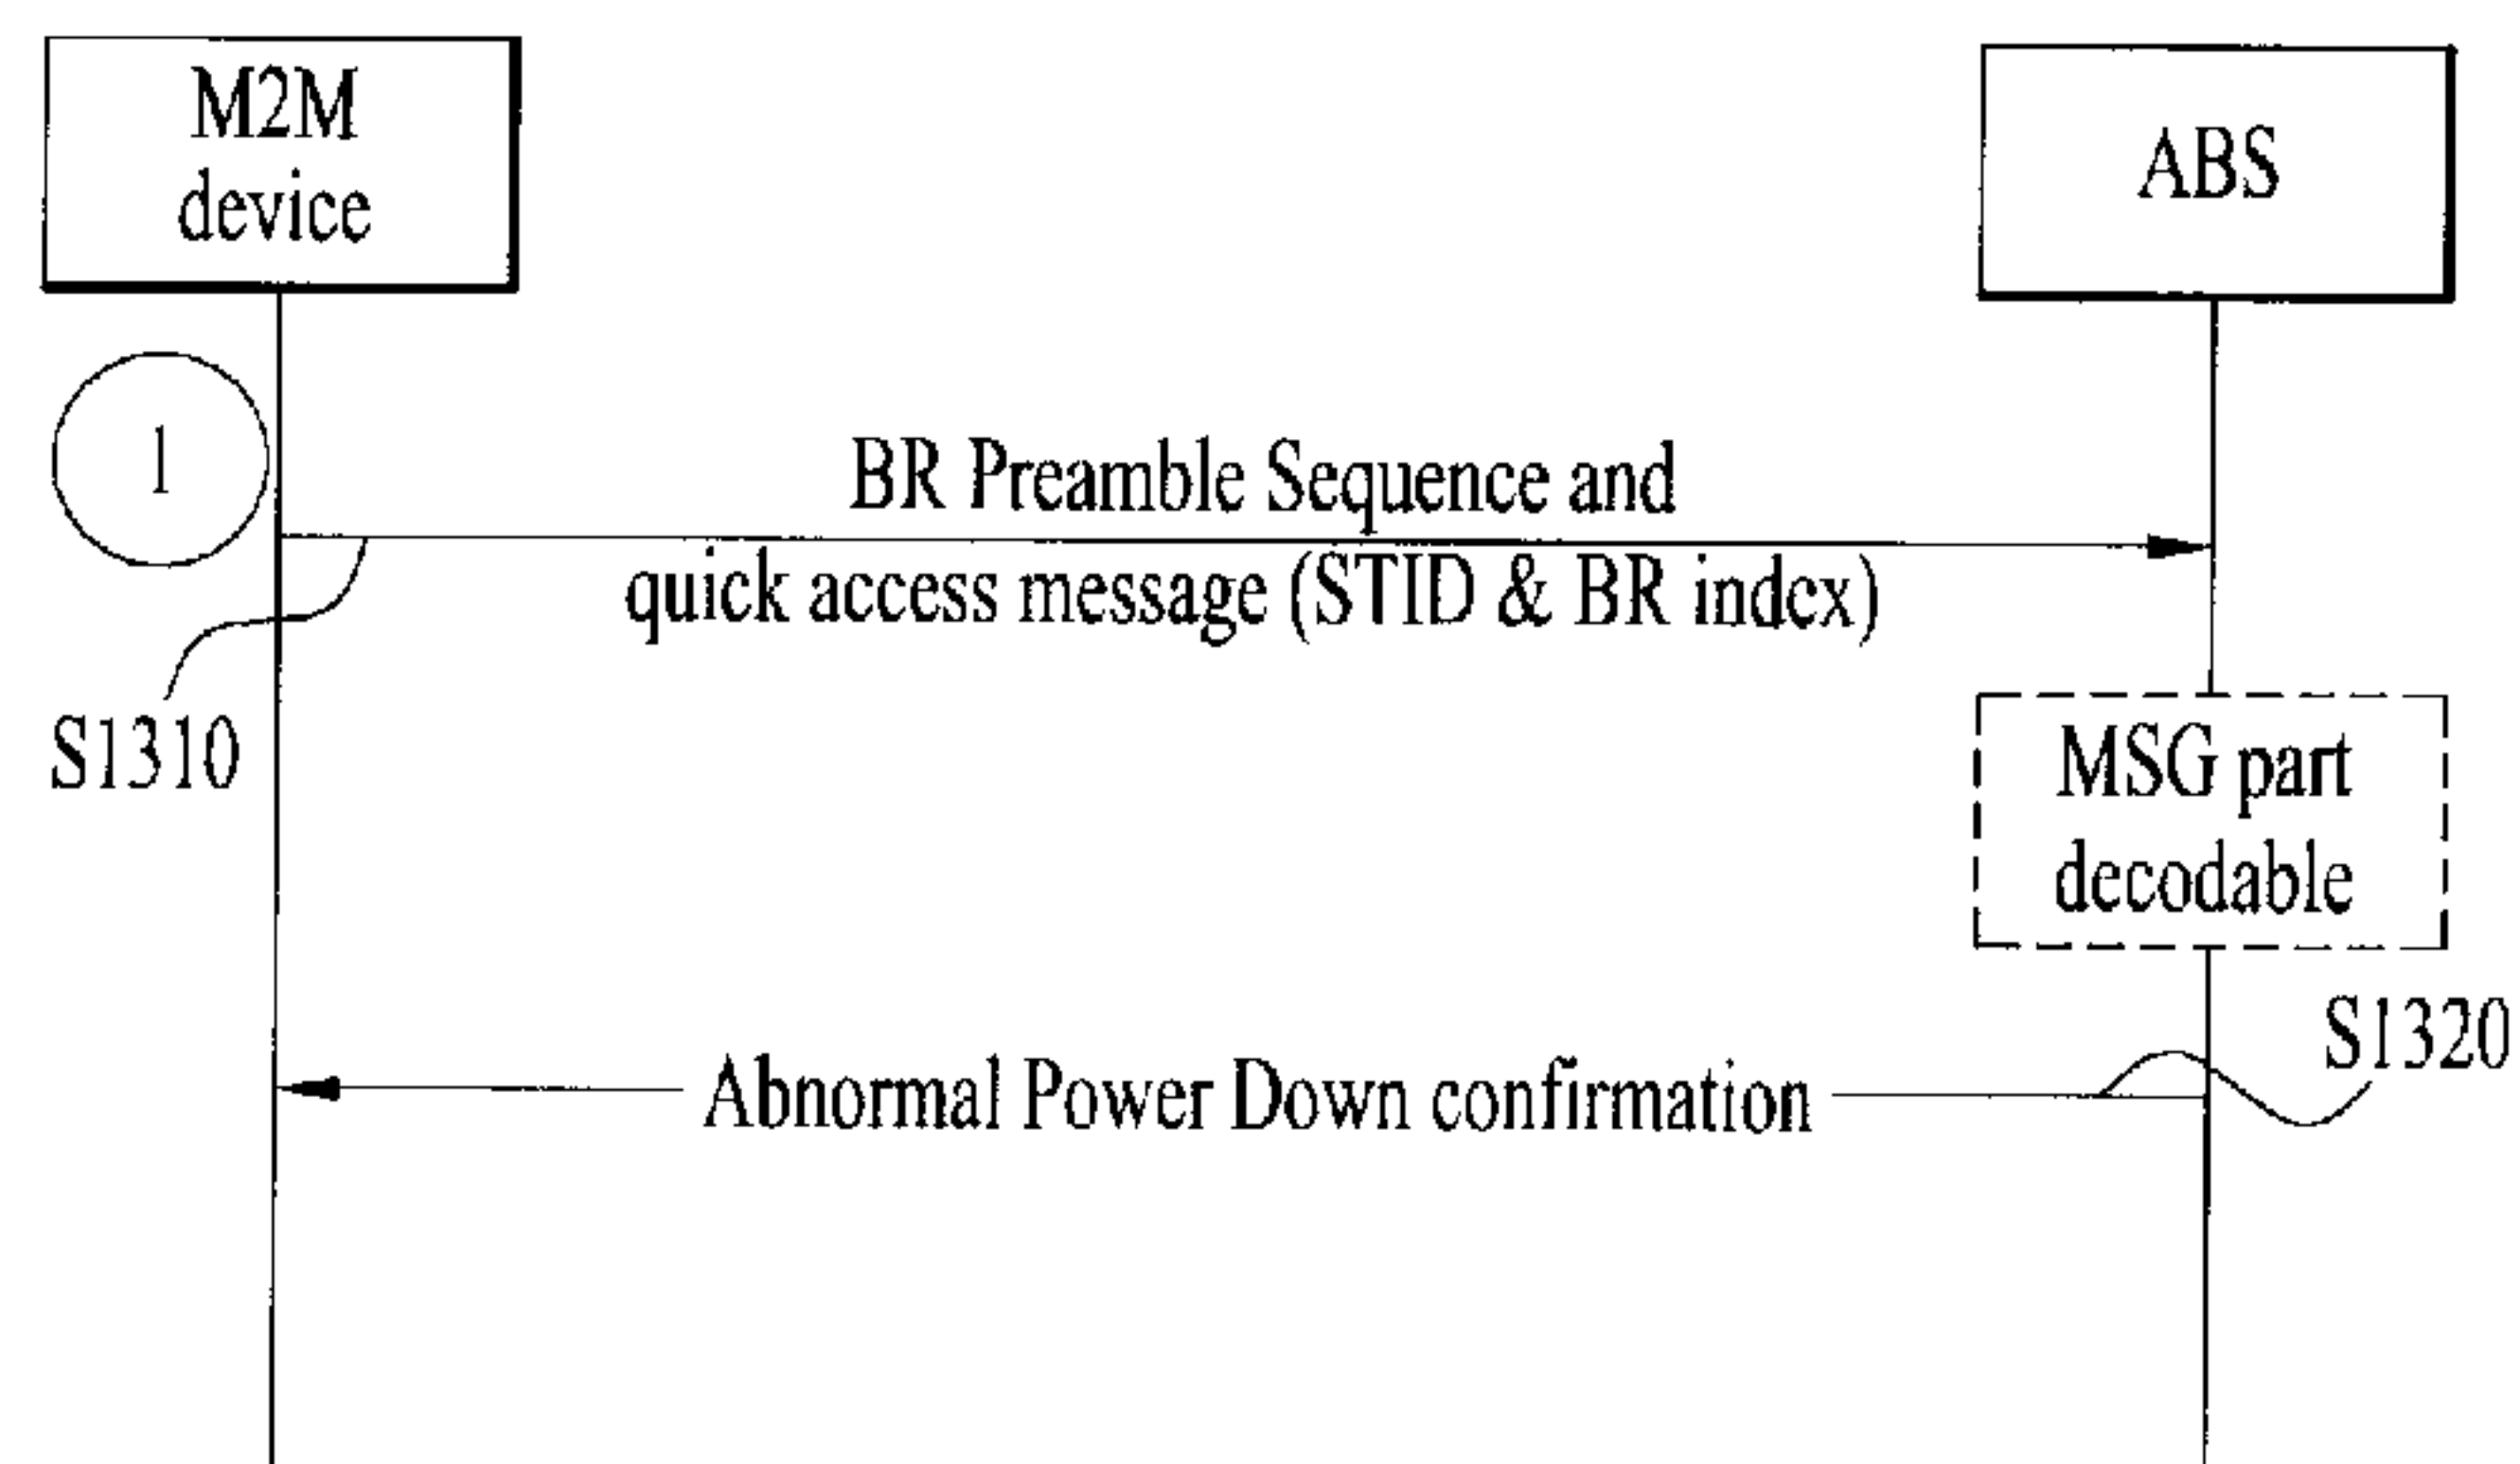 M2M
device
ABS
1
BR Preamble Sequence and
quick access message (STID & BR index)
S1310
MSG part
decodable
S1320
Abnormal Power Down confirmation